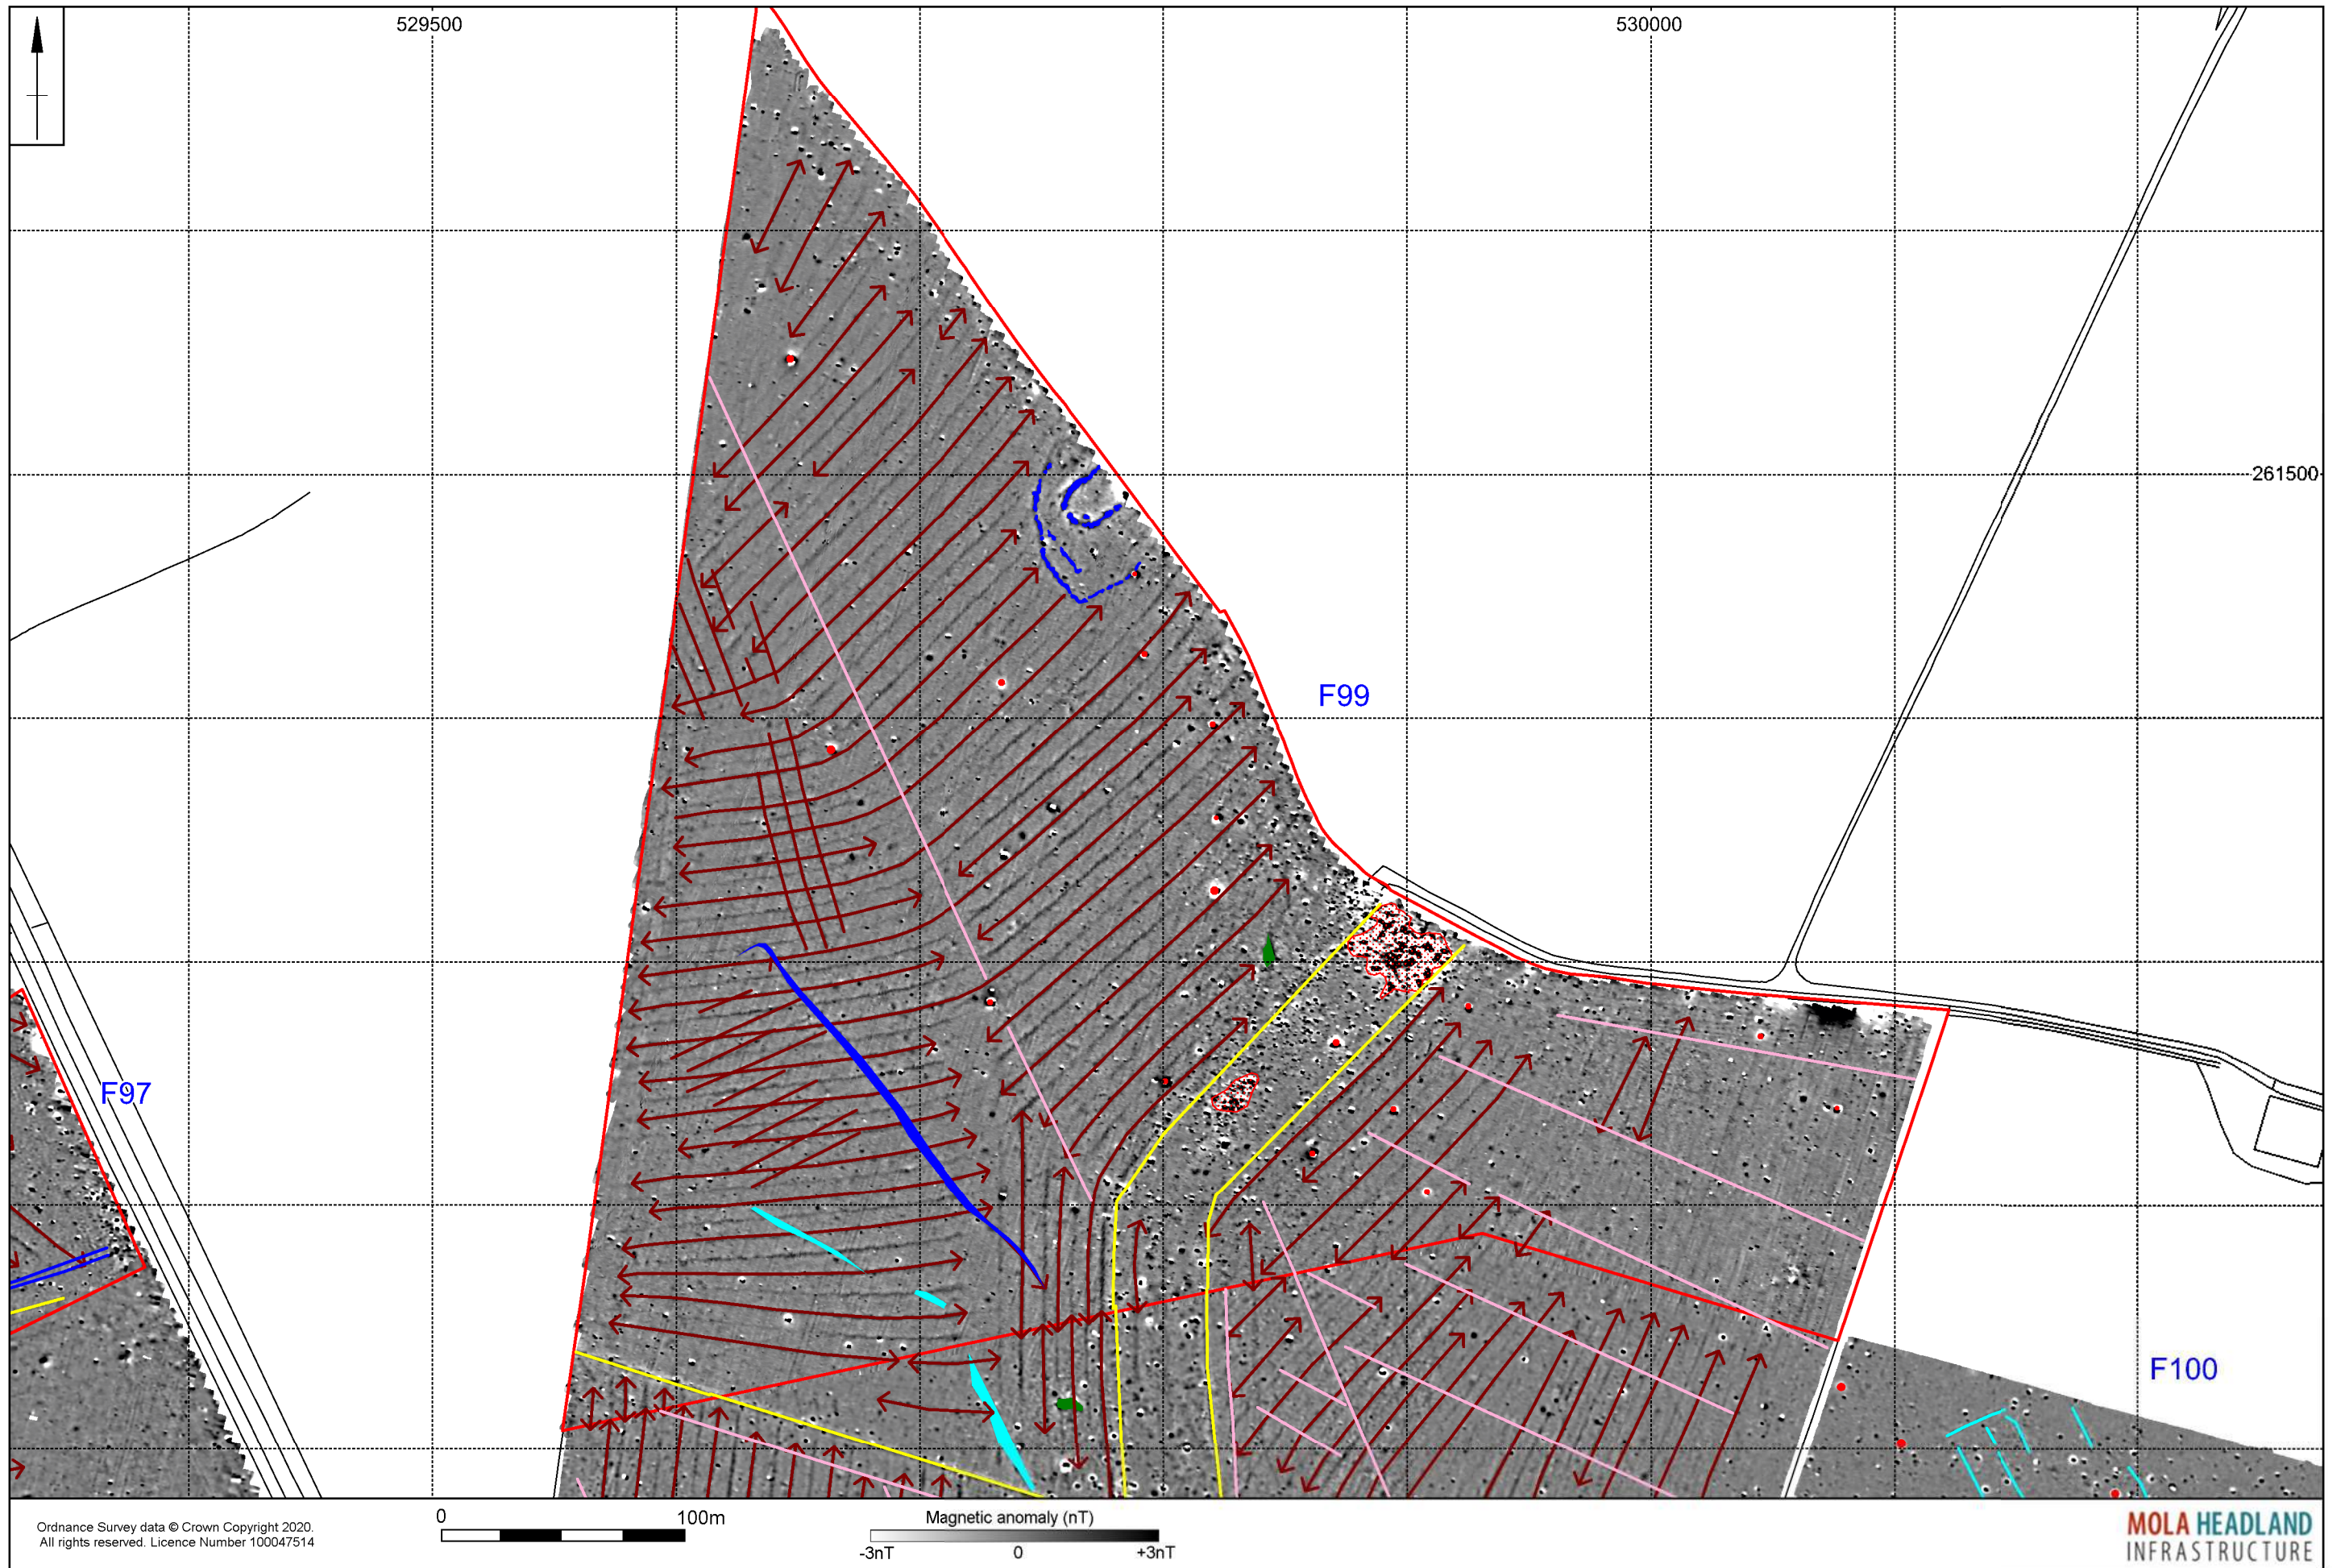 529500
530000
261500
F99
F97
F100
Ordnance Survey data © Crown Copyright 2020.
All rights reserved. Licence Number 100047514
0
100m
Magnetic anomaly (nT)
-3nT
0
+3nT
MOLA HEADLAND
INFRASTRUCTURE